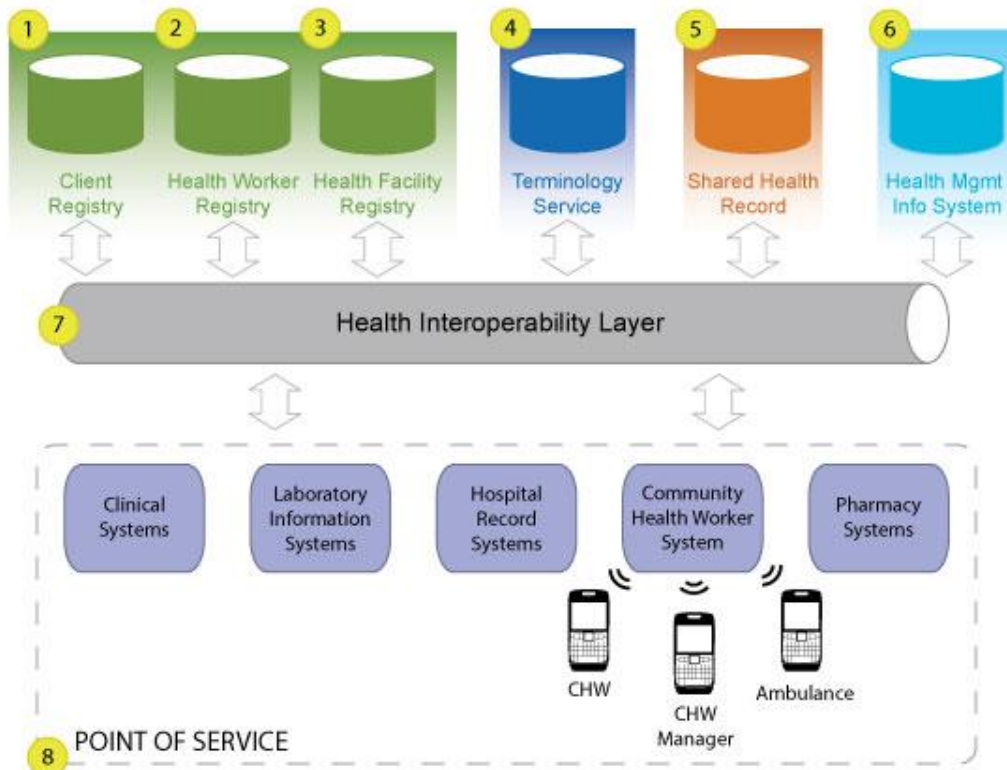 1
2
3
4
5
6
Client
Registry
Health Worker
Registry
Health Facility
Registry
Terminology
Service
Shared Health
Record
Health Mgmt
Info System
7
Health Interoperability Layer
Clinical
Systems
Laboratory
Information
Systems
Hospital
Record
Systems
Community
Health Worker
System
Pharmacy
Systems
CHW
CHW
Manager
Ambulance
8
POINT OF SERVICE